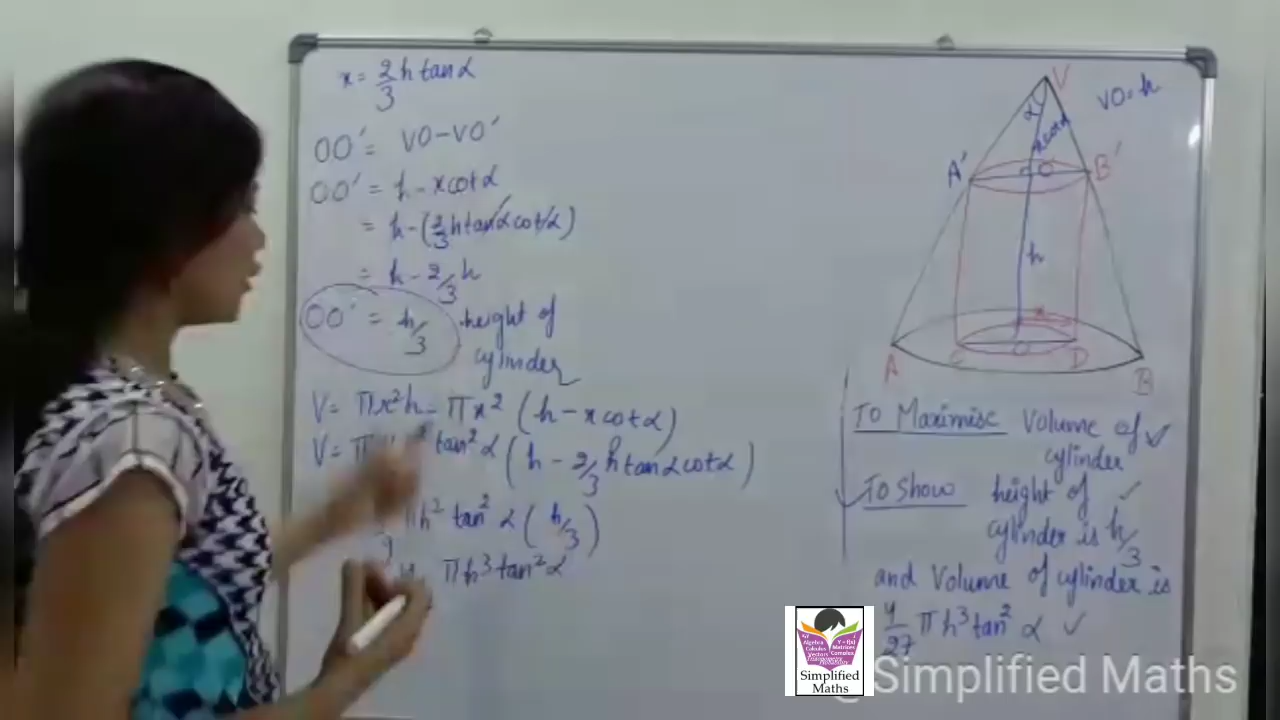 x = 2/3 h tan α
OO' = VO - VO'
OO' = h - x cot α
= h - (2/3 h tan α cot α)
= h - 2/3 h
OO' = h/3 height of
cylinder
V = πx²h = πx² (h - x cot α)
V = π tan² α (h - 2/3 h tan α cot α)
πh² tan² α (h/3)
9
πh³ tan² α
V
VO = h
α
x cot α
A' O' B'
h
x
A C O D B
To Maximise Volume of ✓
cylinder
To Show height of ✓
cylinder is h/3
and Volume of cylinder is
4/27 πh³ tan² α ✓
Simplified
Maths
@Simplified Maths